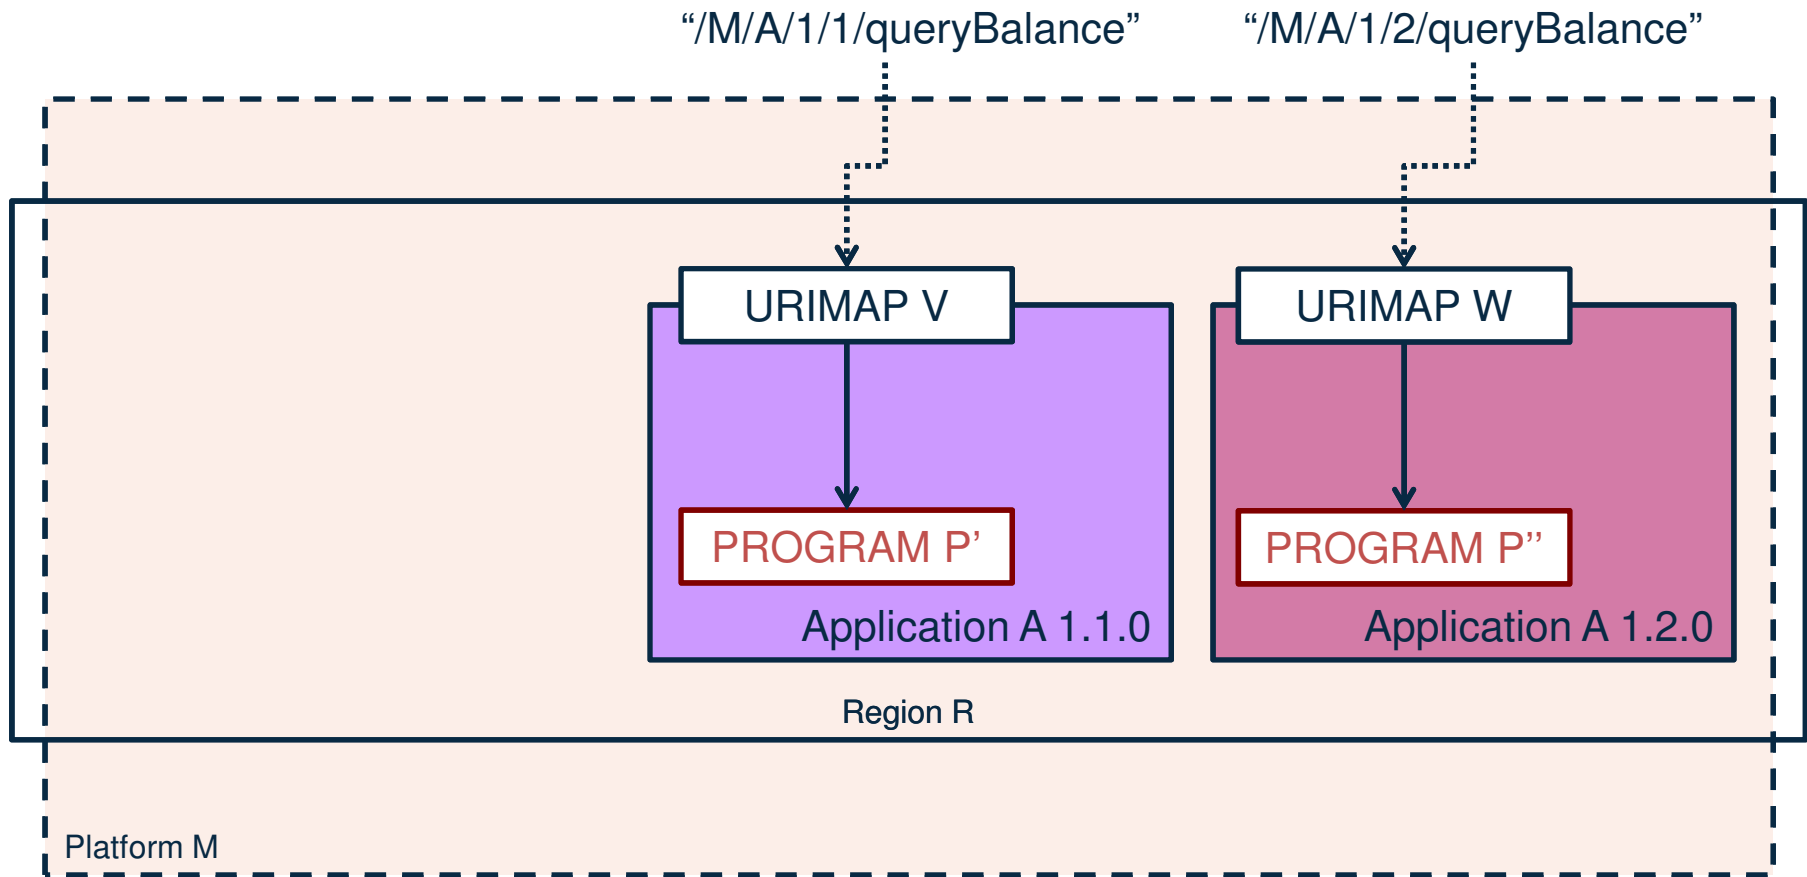 “/M/A/1/1/queryBalance”
“/M/A/1/2/queryBalance”
URIMAP V
URIMAP W
PROGRAM P'
PROGRAM P’’
Application A 1.1.0
Application A 1.2.0
Region R
Platform M